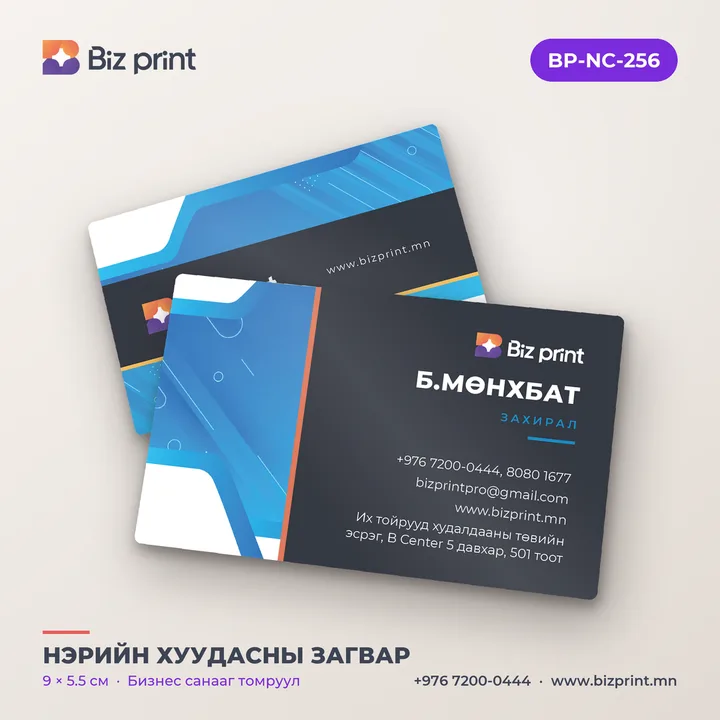 Biz print
BP-NC-256
www.bizprint.mn
Biz print
Б.МӨНХБАТ
ЗАХИРАЛ
+976 7200-0444, 8080 1677
bizprintpro@gmail.com
www.bizprint.mn
Их тойрууд худалдааны төвийн
эсрэг, B Center 5 давхар, 501 тоот
НЭРИЙН ХУУДАСНЫ ЗАГВАР
9 × 5.5 см · Бизнес санааг томруул
+976 7200-0444 · www.bizprint.mn